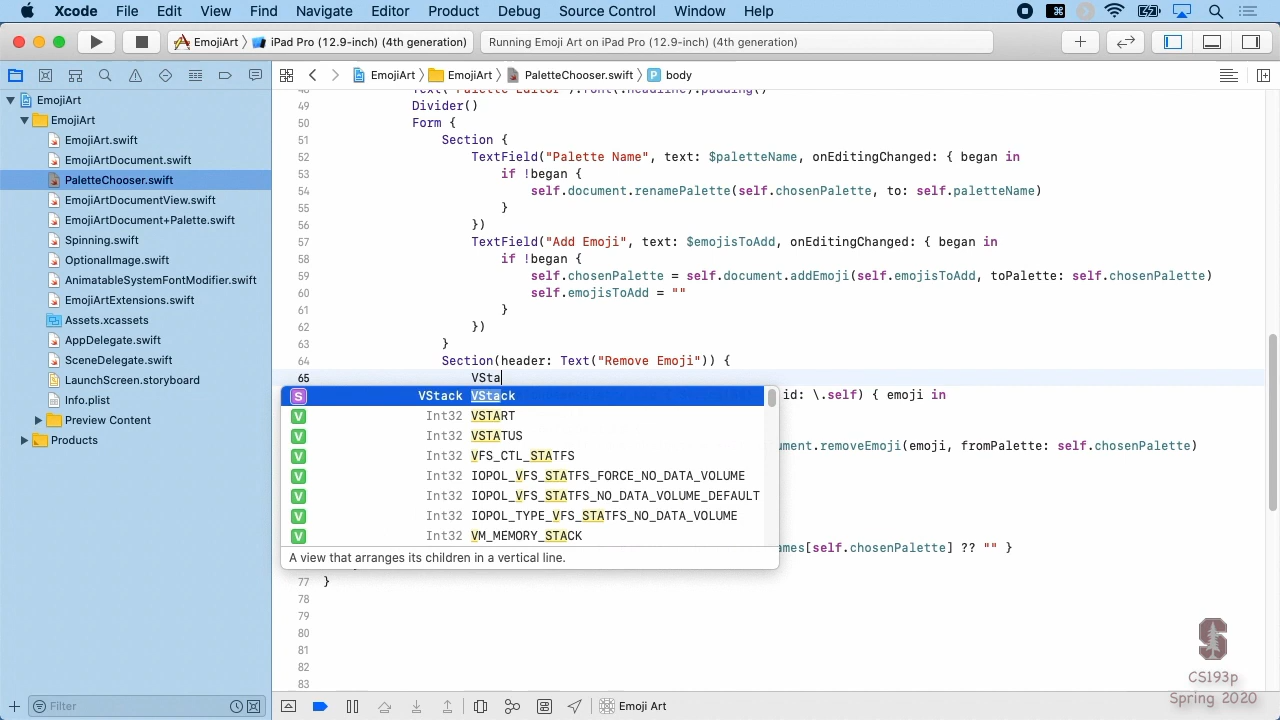 Xcode File Edit View Find Navigate Editor Product Debug Source Control Window Help
EmojiArt iPad Pro (12.9-inch) (4th generation) Running Emoji Art on iPad Pro (12.9-inch) (4th generation)
EmojiArt EmojiArt PaletteChooser.swift P body
EmojiArt
EmojiArt
EmojiArt.swift
EmojiArtDocument.swift
PaletteChooser.swift
EmojiArtDocumentView.swift
EmojiArtDocument+Palette.swift
Spinning.swift
OptionalImage.swift
AnimatableSystemFontModifier.swift
EmojiArtExtensions.swift
Assets.xcassets
AppDelegate.swift
SceneDelegate.swift
LaunchScreen.storyboard
Info.plist
Preview Content
Products
Filter
48 Text("Palette Editor").font(.headline).padding()
49 Divider()
50 Form {
51 Section {
52 TextField("Palette Name", text: $paletteName, onEditingChanged: { began in
53 if !began {
54 self.document.renamePalette(self.chosenPalette, to: self.paletteName)
55 }
56 })
57 TextField("Add Emoji", text: $emojisToAdd, onEditingChanged: { began in
58 if !began {
59 self.chosenPalette = self.document.addEmoji(self.emojisToAdd, toPalette: self.chosenPalette)
60 self.emojisToAdd = ""
61 }
62 })
63 }
64 Section(header: Text("Remove Emoji")) {
65 VSta
id: \.self) { emoji in
ument.removeEmoji(emoji, fromPalette: self.chosenPalette)
ames[self.chosenPalette] ?? "" }
S VStack VStack
V Int32 VSTART
V Int32 VSTATUS
V Int32 VFS_CTL_STATFS
V Int32 IOPOL_VFS_STATFS_FORCE_NO_DATA_VOLUME
V Int32 IOPOL_VFS_STATFS_NO_DATA_VOLUME_DEFAULT
V Int32 IOPOL_TYPE_VFS_STATFS_NO_DATA_VOLUME
V Int32 VM_MEMORY_STACK
A view that arranges its children in a vertical line.
77 }
78
79
80
81
82
83
Emoji Art
S
CS193p
Spring 2020